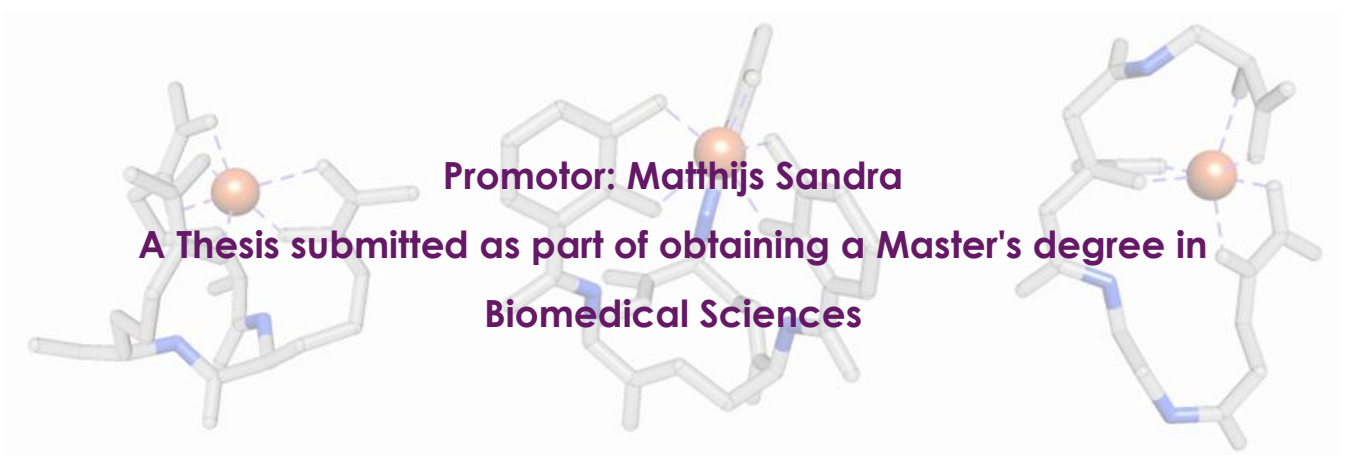 Promotor: Matthijs Sandra
A Thesis submitted as part of obtaining a Master's degree in
Biomedical Sciences